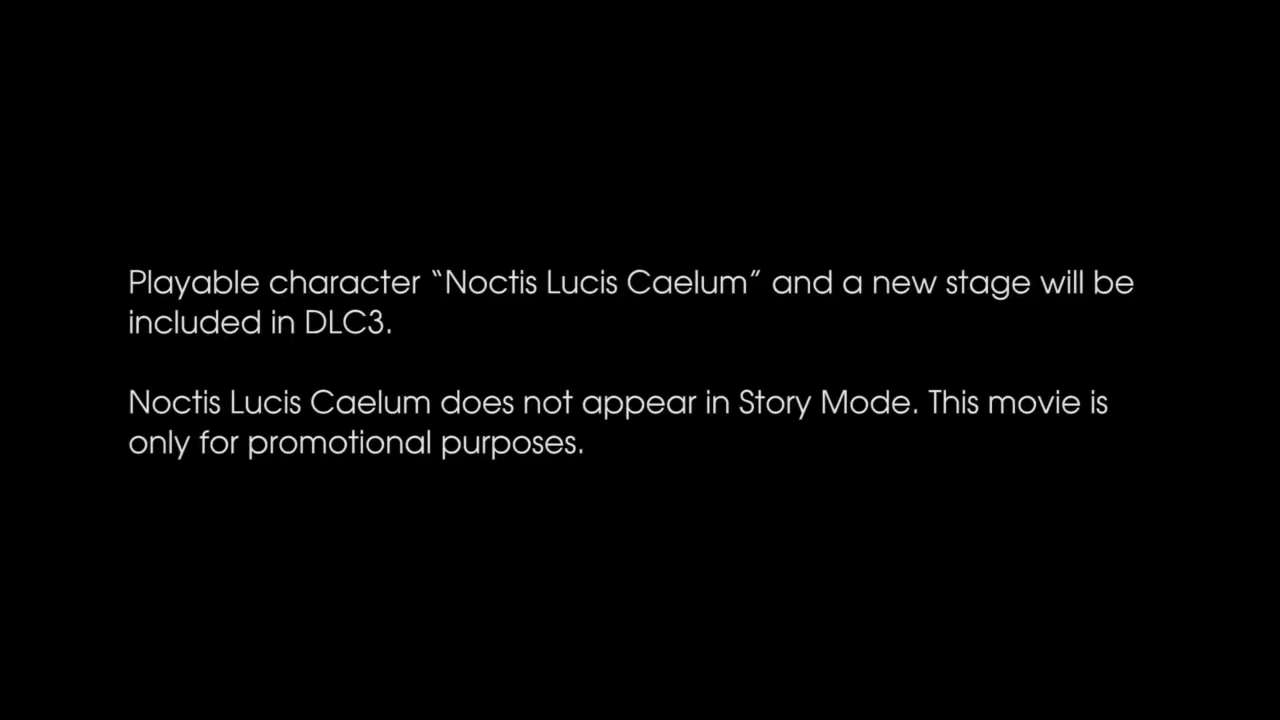 Playable character “Noctis Lucis Caelum” and a new stage will be
included in DLC3.
Noctis Lucis Caelum does not appear in Story Mode. This movie is
only for promotional purposes.